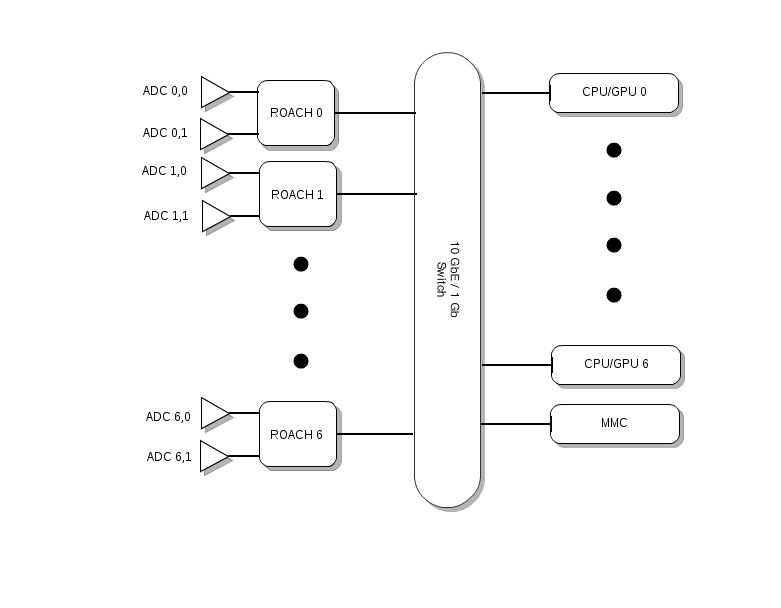 ADC 0,0
ADC 0,1
ROACH 0
ADC 1,0
ADC 1,1
ROACH 1
ADC 6,0
ADC 6,1
ROACH 6
10 GbE / 1 Gb
Switch
CPU/GPU 0
CPU/GPU 6
MMC